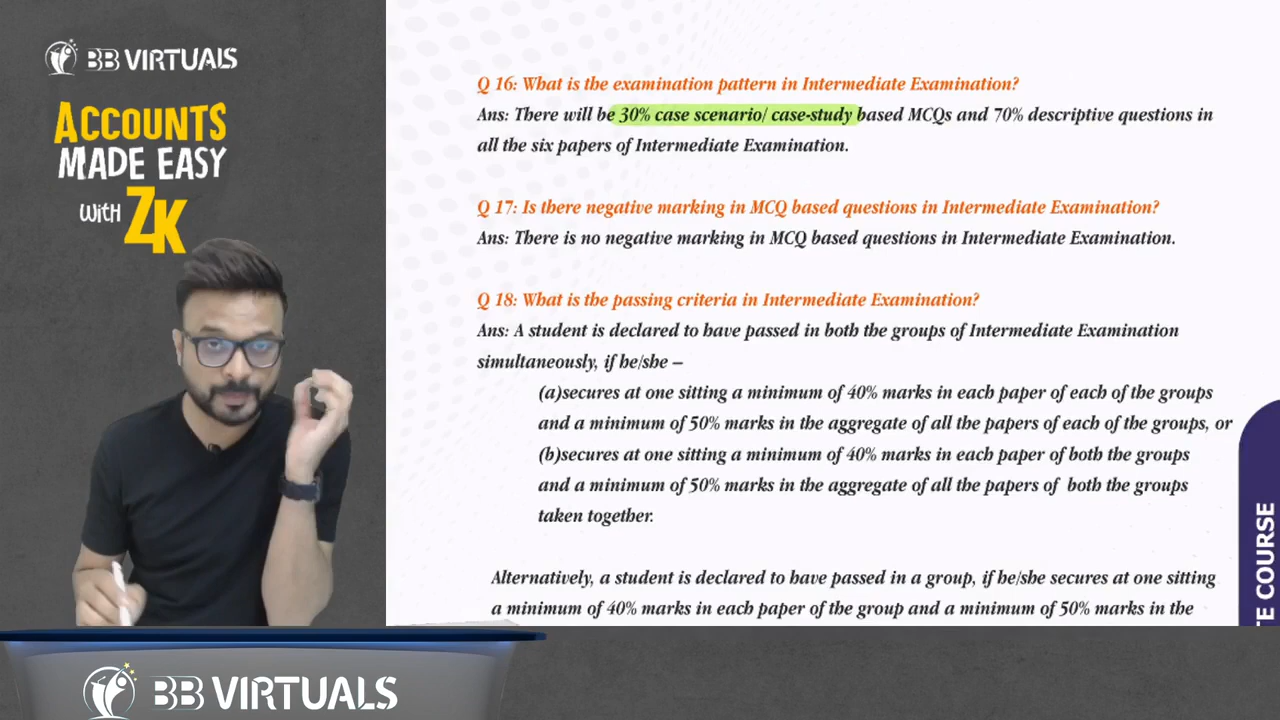 BB VIRTUALS
ACCOUNTS
MADE EASY
WITH ZK
Q 16: What is the examination pattern in Intermediate Examination?
Ans: There will be 30% case scenario/ case-study based MCQs and 70% descriptive questions in
all the six papers of Intermediate Examination.
Q 17: Is there negative marking in MCQ based questions in Intermediate Examination?
Ans: There is no negative marking in MCQ based questions in Intermediate Examination.
Q 18: What is the passing criteria in Intermediate Examination?
Ans: A student is declared to have passed in both the groups of Intermediate Examination
simultaneously, if he/she –
(a)secures at one sitting a minimum of 40% marks in each paper of each of the groups
and a minimum of 50% marks in the aggregate of all the papers of each of the groups, or
(b)secures at one sitting a minimum of 40% marks in each paper of both the groups
and a minimum of 50% marks in the aggregate of all the papers of both the groups
taken together.
Alternatively, a student is declared to have passed in a group, if he/she secures at one sitting
a minimum of 40% marks in each paper of the group and a minimum of 50% marks in the
TE COURSE
BB VIRTUALS